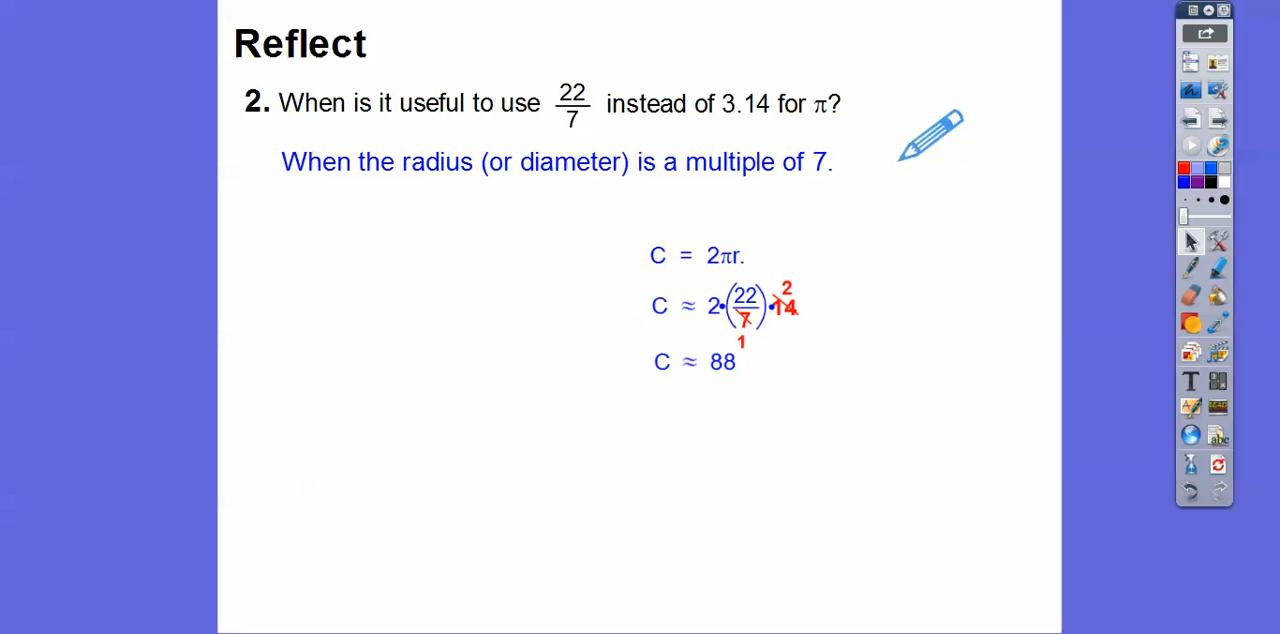 Reflect
2. When is it useful to use 22/7 instead of 3.14 for π?
When the radius (or diameter) is a multiple of 7.
C = 2πr.
2
C ≈ 2•(22/7)•14
1
C ≈ 88